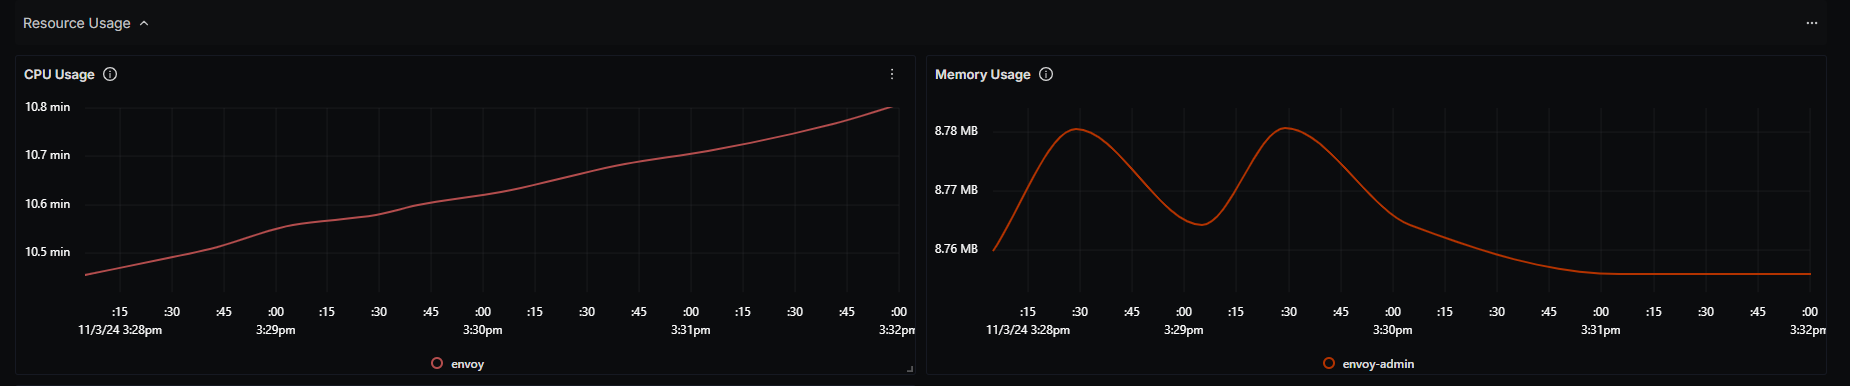 Resource Usage
CPU Usage
10.8 min
10.7 min
10.6 min
10.5 min
:15 :30 :45 :00 :15 :30 :45 :00 :15 :30 :45 :00 :15 :30 :45 :00
11/3/24 3:28pm 3:29pm 3:30pm 3:31pm 3:32pm
envoy
Memory Usage
8.78 MB
8.77 MB
8.76 MB
:15 :30 :45 :00 :15 :30 :45 :00 :15 :30 :45 :00 :15 :30 :45 :00
11/3/24 3:28pm 3:29pm 3:30pm 3:31pm 3:32pm
envoy-admin